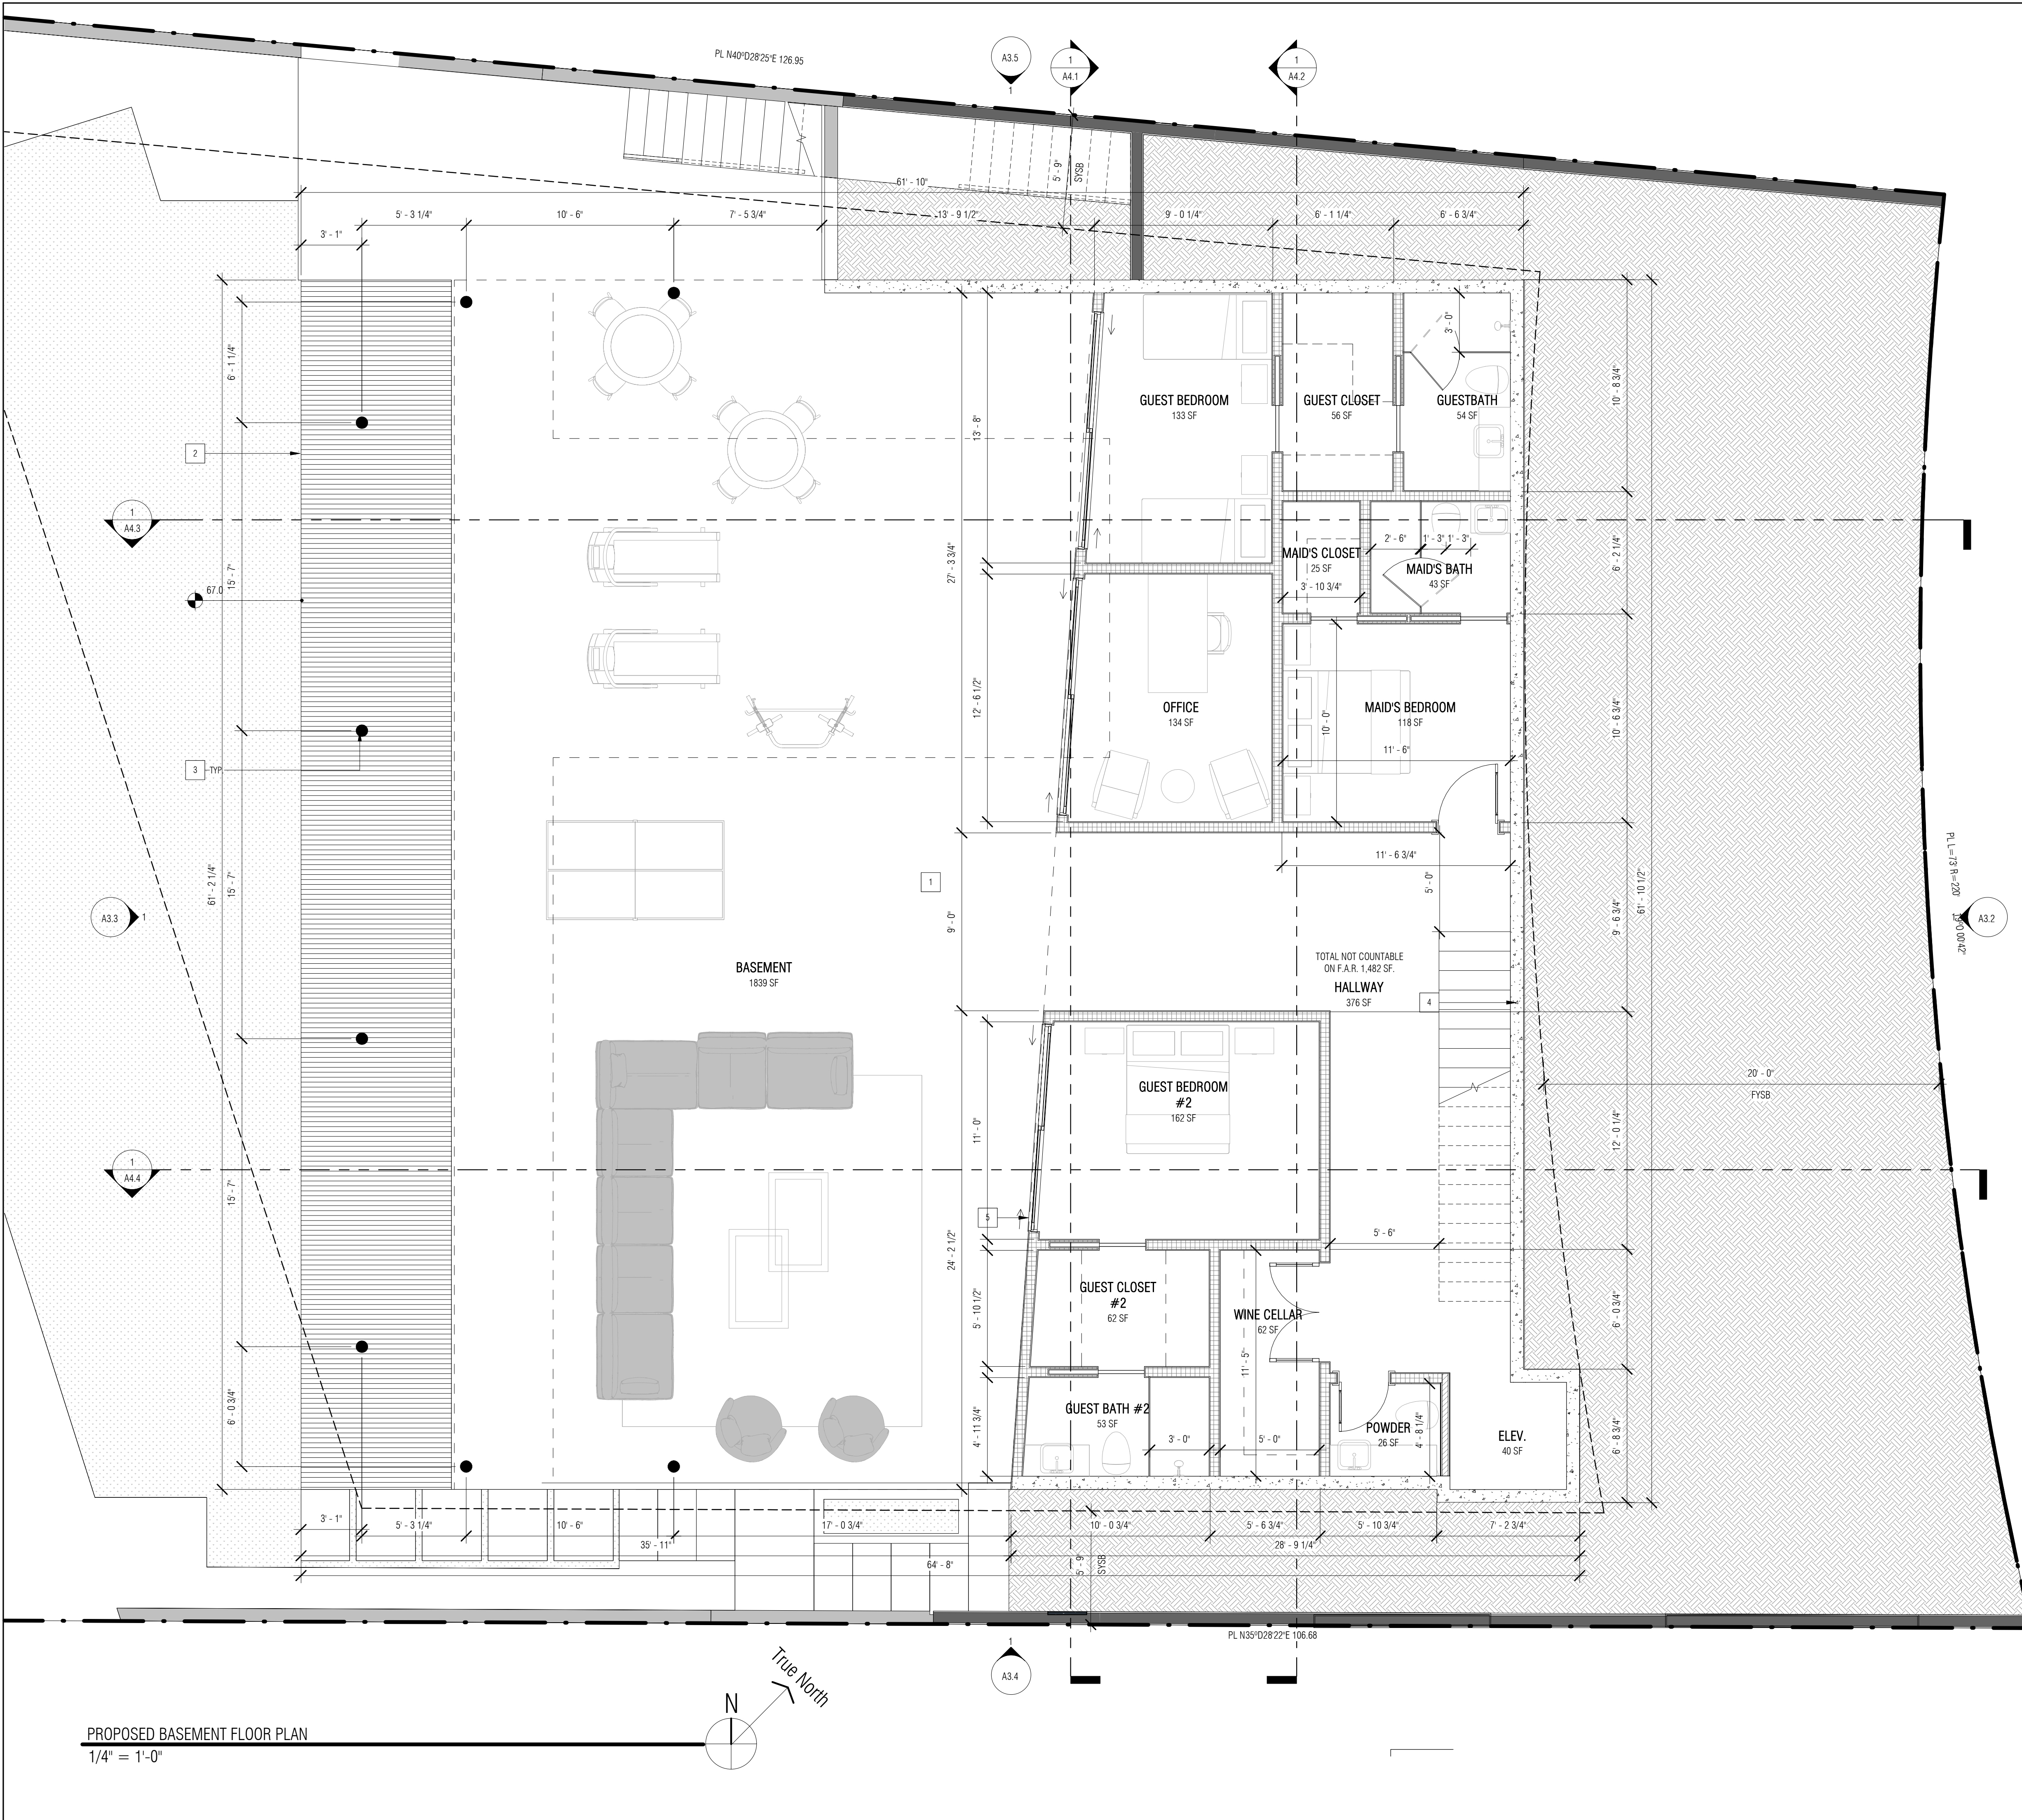 PL N40ºD28'25"E 126.95
A3.5
1
1
A4.1
1
A4.2
5' - 9"
SYSB
61' - 10"
5' - 3 1/4"
10' - 6"
7' - 5 3/4"
13' - 9 1/2"
9' - 0 1/4"
6' - 1 1/4"
6' - 6 3/4"
3' - 1"
3' - 0"
6' - 1 1/4"
10' - 8 3/4"
GUEST BEDROOM
133 SF
GUEST CLOSET
56 SF
GUESTBATH
54 SF
13' - 8"
2
1
A4.3
27' - 3 3/4"
15' - 7"
67.0
MAID'S CLOSET
25 SF
3' - 10 3/4"
2' - 6"
1' - 3"
1' - 3"
MAID'S BATH
43 SF
6' - 2 1/4"
12' - 6 1/2"
OFFICE
134 SF
10' - 0"
MAID'S BEDROOM
118 SF
11' - 6"
10' - 6 3/4"
3
TYP.
61' - 2 1/4"
15' - 7"
1
11' - 6 3/4"
5' - 0"
61' - 10 1/2"
PL L=73' R=220'
A3.3
1
9' - 0"
9' - 6 3/4"
A3.2
BASEMENT
1839 SF
TOTAL NOT COUNTABLE
ON F.A.R. 1,482 SF.
HALLWAY
376 SF
4
20' - 0"
FYSB
GUEST BEDROOM
#2
162 SF
11' - 0"
12' - 0 1/4"
1
A4.4
15' - 7"
5
5' - 6"
24' - 2 1/2"
GUEST CLOSET
#2
62 SF
5' - 10 1/2"
WINE CELLAR
62 SF
11' - 5"
6' - 0 3/4"
6' - 0 3/4"
GUEST BATH #2
53 SF
4' - 11 3/4"
3' - 0"
5' - 0"
POWDER
26 SF
4' - 8 1/4"
ELEV.
40 SF
6' - 8 3/4"
3' - 1"
5' - 3 1/4"
10' - 6"
17' - 0 3/4"
10' - 0 3/4"
5' - 6 3/4"
5' - 10 3/4"
7' - 2 3/4"
35' - 11"
28' - 9 1/4"
64' - 8"
5' - 9"
SYSB
PL N35ºD28'22"E 106.68
1
A3.4
True North
N
PROPOSED BASEMENT FLOOR PLAN
1/4" = 1'-0"